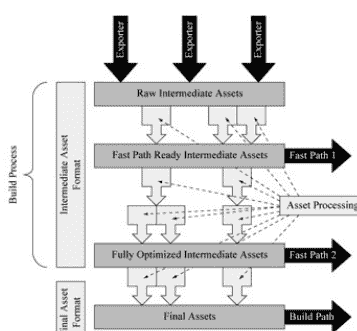 Exporter
Exporter
Exporter
Raw Intermediate Assets
Fast Path Ready Intermediate Assets
Fast Path 1
Build Process
Intermediate Asset
Format
Asset Processing
Fully Optimized Intermediate Assets
Fast Path 2
Final Asset
Format
Final Assets
Build Path